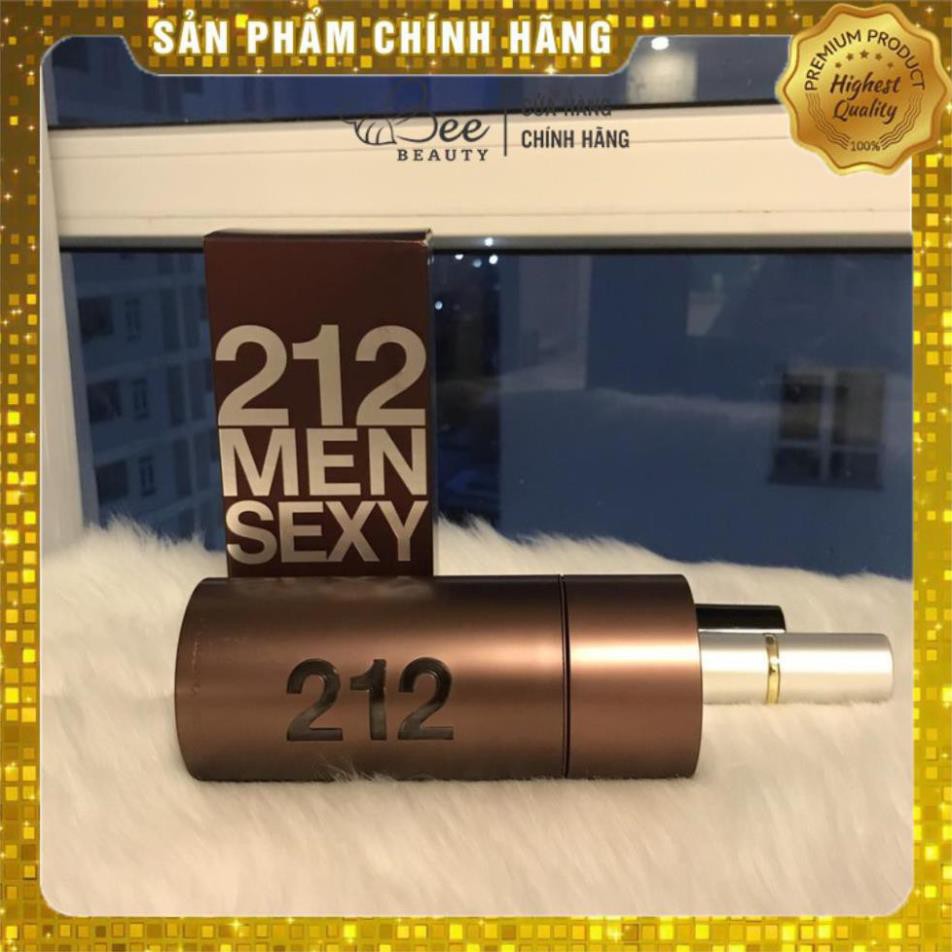 SẢN PHẨM CHÍNH HÃNG
PREMIUM PRODUCT
Highest
Quality
100%
Bee
BEAUTY
CHÍNH HÃNG
212
MEN
SEXY
212